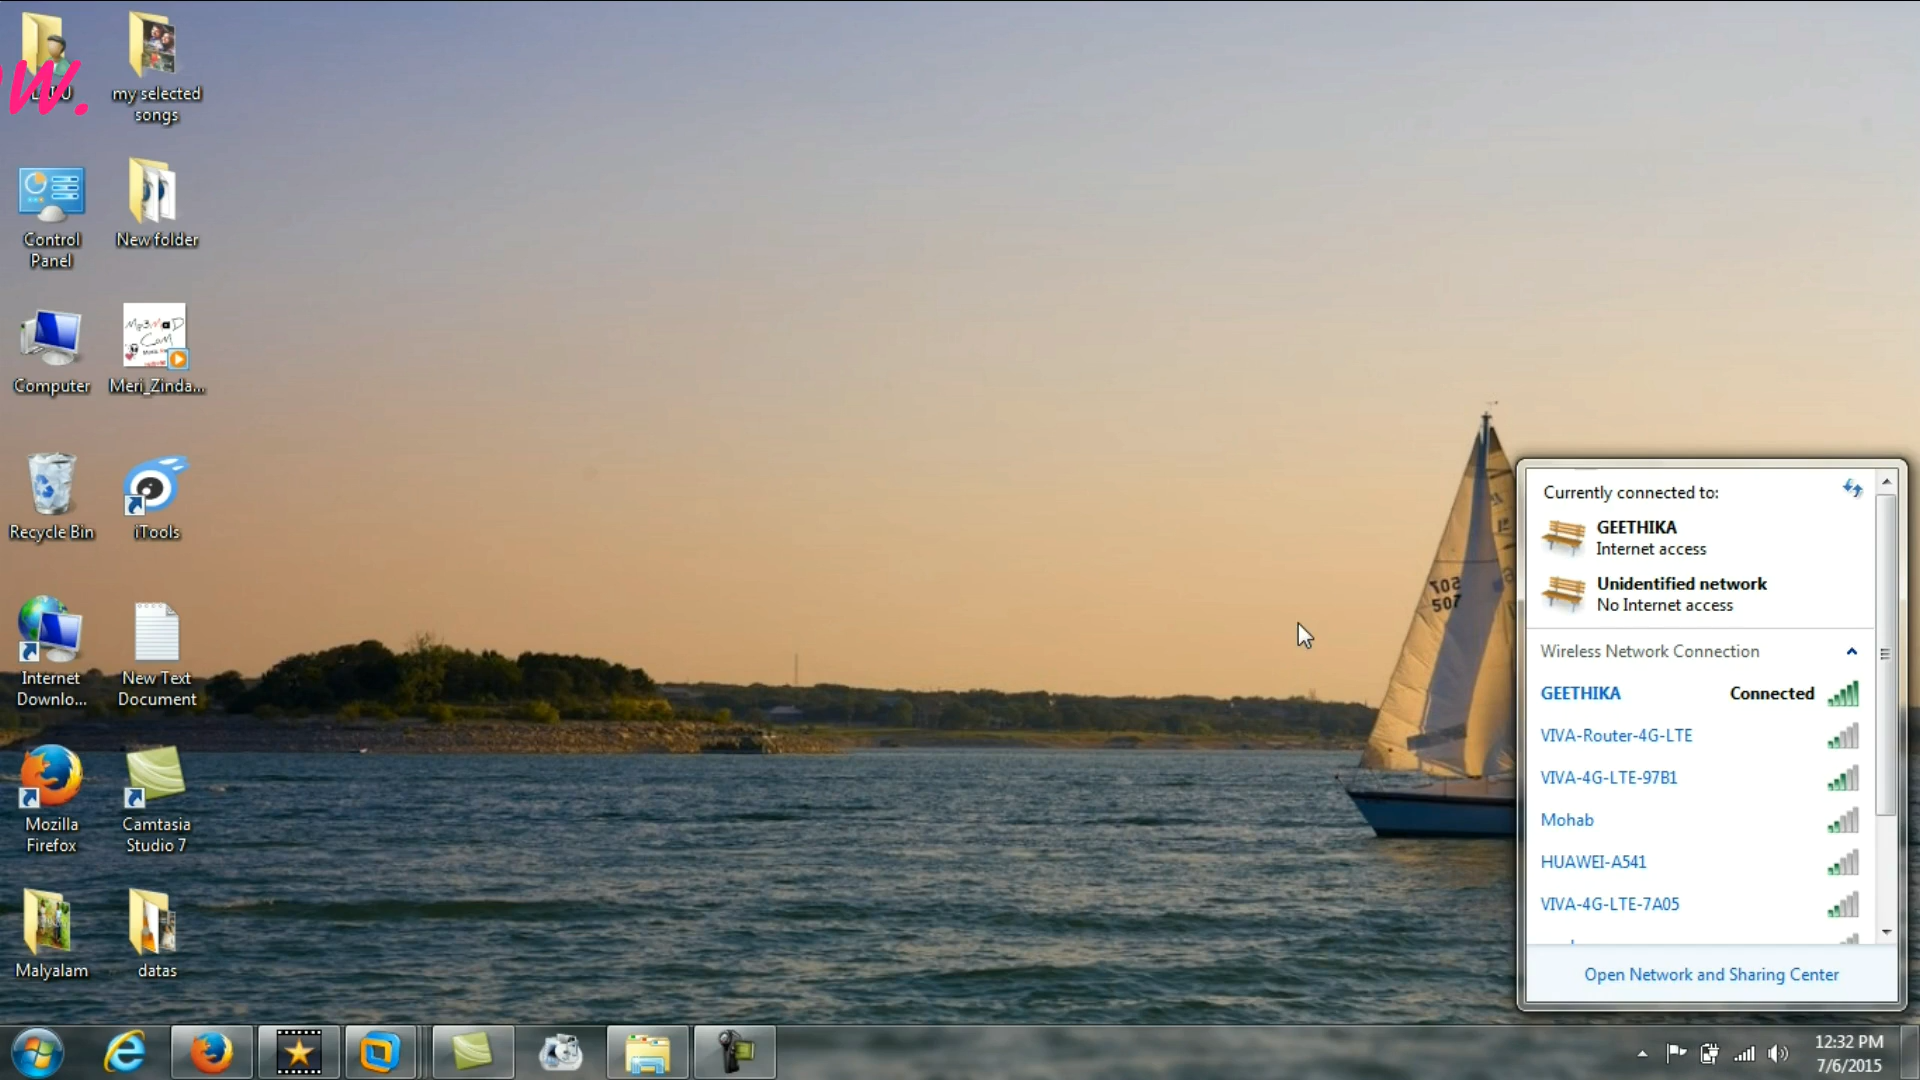 w.
my selected
songs
Control
Panel
New folder
Computer
Meri_Zinda...
Recycle Bin
iTools
Internet
Downlo...
New Text
Document
Mozilla
Firefox
Camtasia
Studio 7
Malyalam
datas
507
Currently connected to:
GEETHIKA
Internet access
Unidentified network
No Internet access
Wireless Network Connection
GEETHIKA Connected
VIVA-Router-4G-LTE
VIVA-4G-LTE-97B1
Mohab
HUAWEI-A541
VIVA-4G-LTE-7A05
Open Network and Sharing Center
12:32 PM
7/6/2015